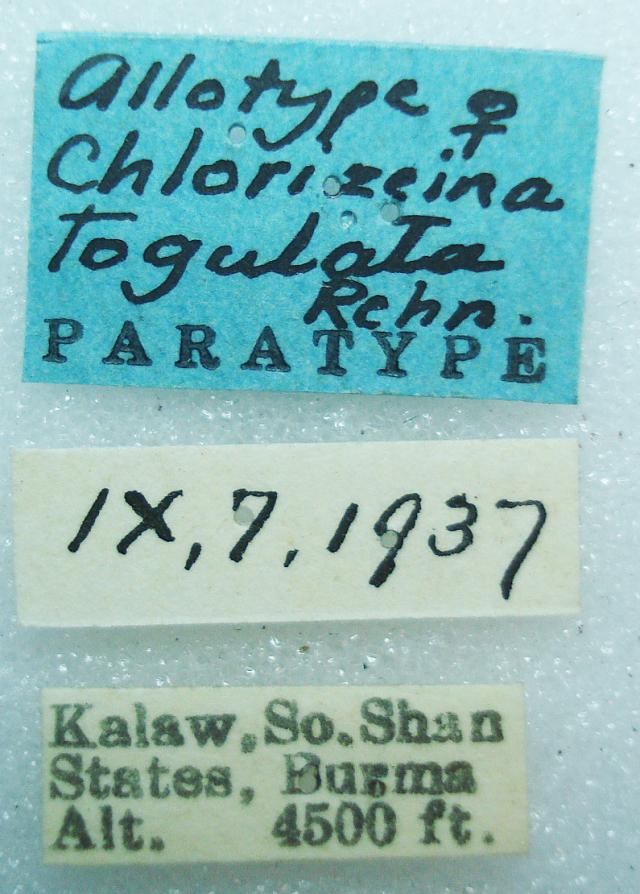 Allotype ♀
Chlorizeina
Togulata
Rehn.
PARATYPE
IX,7,1937
Kalaw, So. Shan
States, Burma
Alt. 4500 ft.